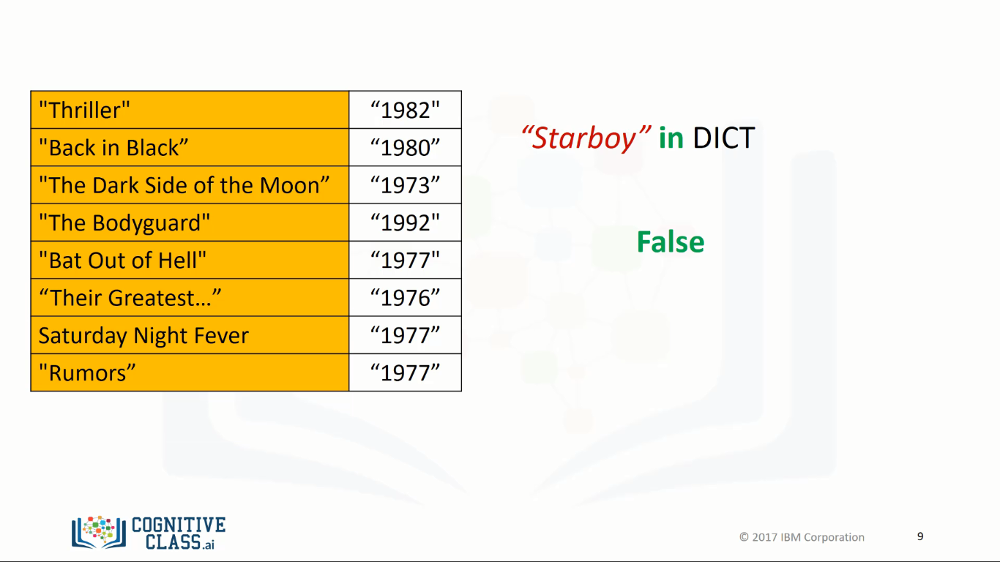 "Thriller" “1982"
"Back in Black” “1980”
"The Dark Side of the Moon” “1973”
"The Bodyguard" “1992"
"Bat Out of Hell" “1977"
“Their Greatest...” “1976”
Saturday Night Fever “1977”
"Rumors” “1977”
“Starboy” in DICT
False
COGNITIVE
CLASS.ai
© 2017 IBM Corporation 9